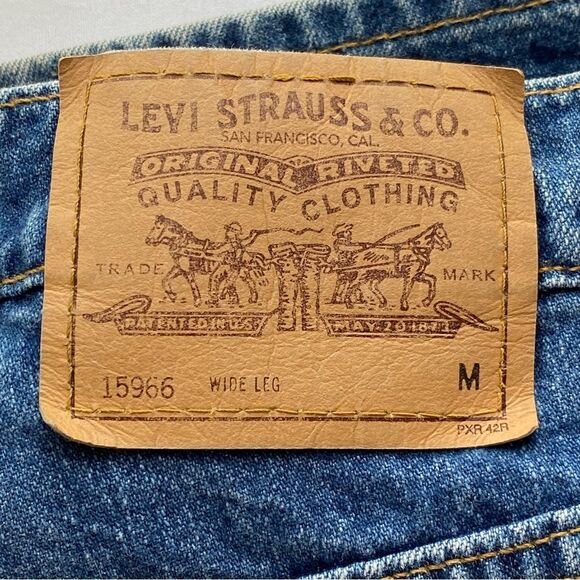 LEVI STRAUSS & CO.
SAN FRANCISCO, CAL.
ORIGINAL RIVETED
QUALITY CLOTHING
TRADE MARK
PATENTED IN U.S. MAY 20 1873
15966 WIDE LEG M
PXR 42R